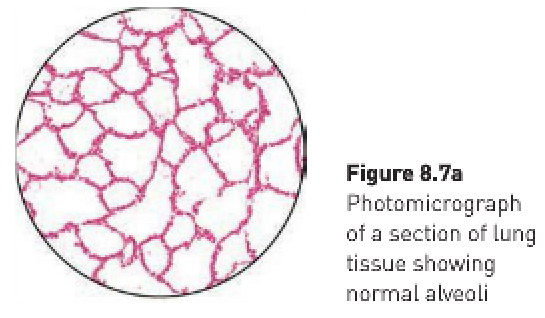 Figure 8.7a
Photomicrograph
of a section of lung
tissue showing
normal alveoli